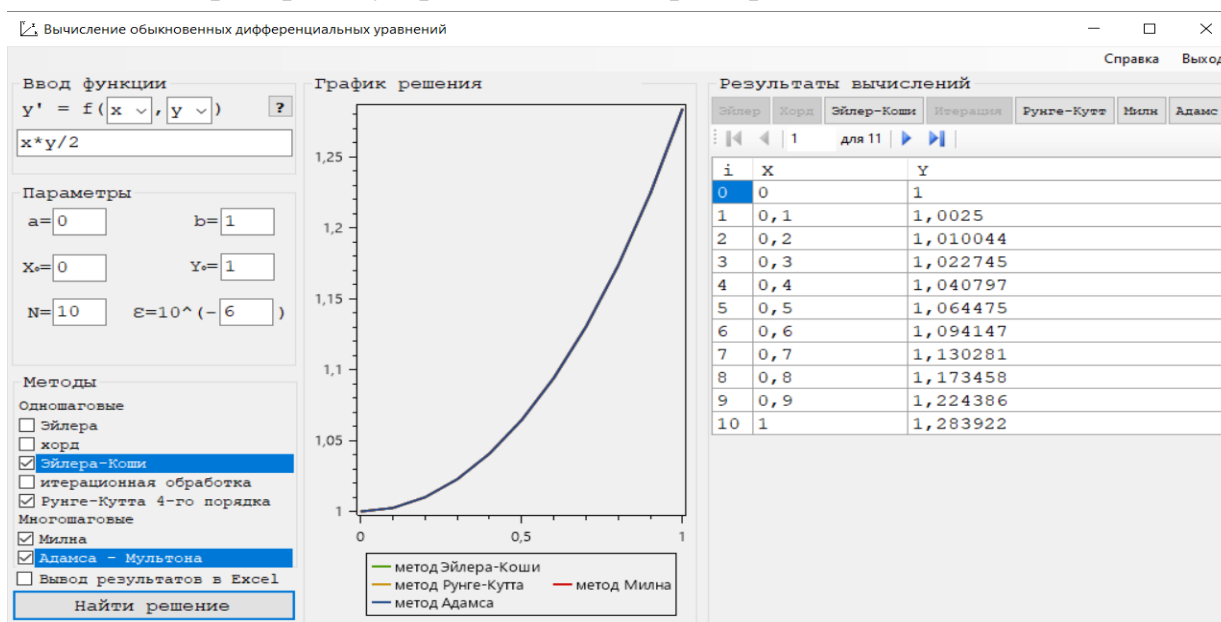 Вычисление обыкновенных дифференциальных уравнений
Справка Выход
Ввод функции
y' = f( x , y ) ?
x*y/2
Параметры
a= 0 b= 1
X₀= 0 Y₀= 1
N= 10 ε=10^(- 6 )
Методы
Одношаговые
Эйлера
хорд
Эйлера-Коши
итерационная обработка
Рунге-Кутта 4-го порядка
Многошаговые
Милна
Адамса - Мультона
Вывод результатов в Excel
Найти решение
График решения
1,25
1,2
1,15
1,1
1,05
1
0 0,5 1
метод Эйлера-Коши
метод Рунге-Кутта метод Милна
метод Адамса
Результаты вычислений
Эйлер Хорд Эйлер-Коши Итерация Рунге-Кутт Милн Адамс
1 для 11
i X Y
0 0 1
1 0,1 1,0025
2 0,2 1,010044
3 0,3 1,022745
4 0,4 1,040797
5 0,5 1,064475
6 0,6 1,094147
7 0,7 1,130281
8 0,8 1,173458
9 0,9 1,224386
10 1 1,283922